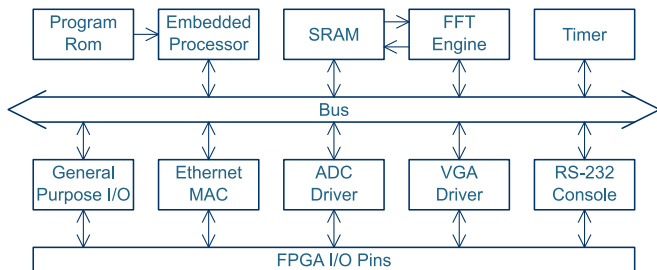 Program
Rom
Embedded
Processor
SRAM
FFT
Engine
Timer
Bus
General
Purpose I/O
Ethernet
MAC
ADC
Driver
VGA
Driver
RS-232
Console
FPGA I/O Pins